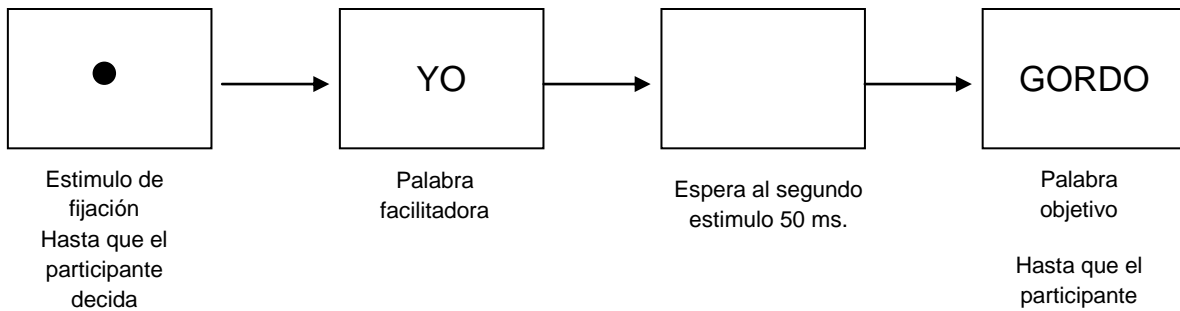 YO
GORDO
Estimulo de
fijación
Hasta que el
participante
decida
Palabra
facilitadora
Espera al segundo
estimulo 50 ms.
Palabra
objetivo
Hasta que el
participante